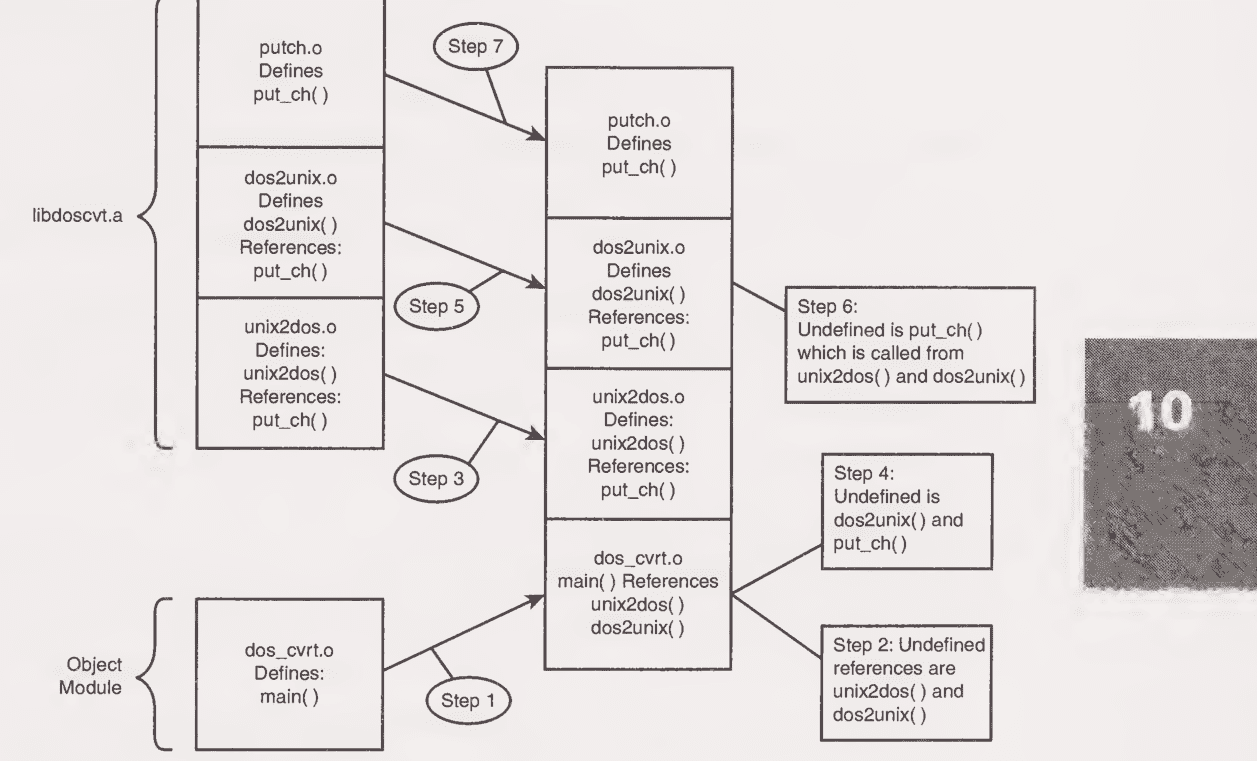 putch.o
Defines
put_ch( )
dos2unix.o
Defines
dos2unix( )
References:
put_ch( )
unix2dos.o
Defines:
unix2dos( )
References:
put_ch( )
libdoscvt.a
Step 7
Step 5
Step 3
putch.o
Defines
put_ch( )
dos2unix.o
Defines
dos2unix( )
References:
put_ch( )
unix2dos.o
Defines:
unix2dos( )
References:
put_ch( )
dos_cvrt.o
main( ) References
unix2dos( )
dos2unix( )
Step 6:
Undefined is put_ch( )
which is called from
unix2dos( ) and dos2unix( )
10
Step 4:
Undefined is
dos2unix( ) and
put_ch( )
Step 2: Undefined
references are
unix2dos( ) and
dos2unix( )
Object
Module
dos_cvrt.o
Defines:
main( )
Step 1